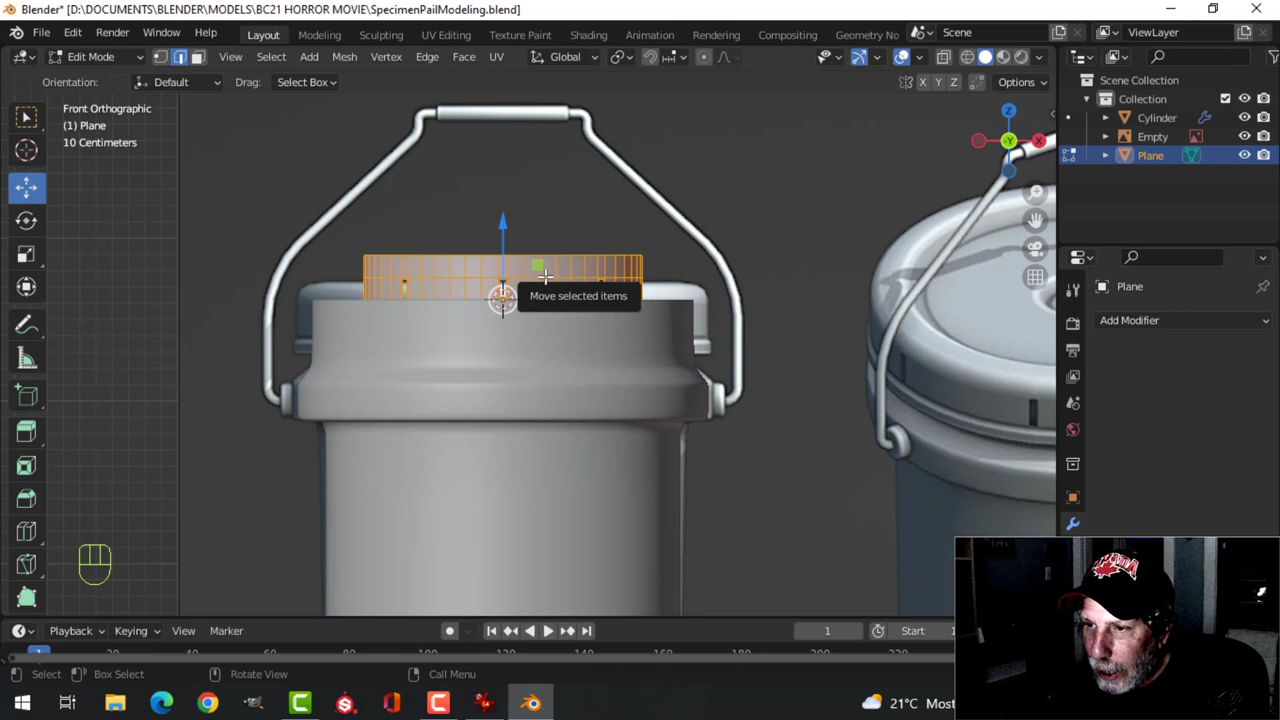 Blender* [D:\DOCUMENTS\BLENDER\MODELS\BC21 HORROR MOVIE\SpecimenPailModeling.blend]
File Edit Render Window Help Layout Modeling Sculpting UV Editing Texture Paint Shading Animation Rendering Compositing Geometry No Scene ViewLayer
Edit Mode View Select Add Mesh Vertex Edge Face UV Global
Orientation: Default Drag: Select Box X Y Z Options
Scene Collection
Collection
Cylinder
Empty
Plane
Front Orthographic
(1) Plane
10 Centimeters
Z
Y
X
Move selected items
Plane
Add Modifier
Playback Keying View Marker 1 Start
1
Select Box Select Rotate View Call Menu
21°C Most